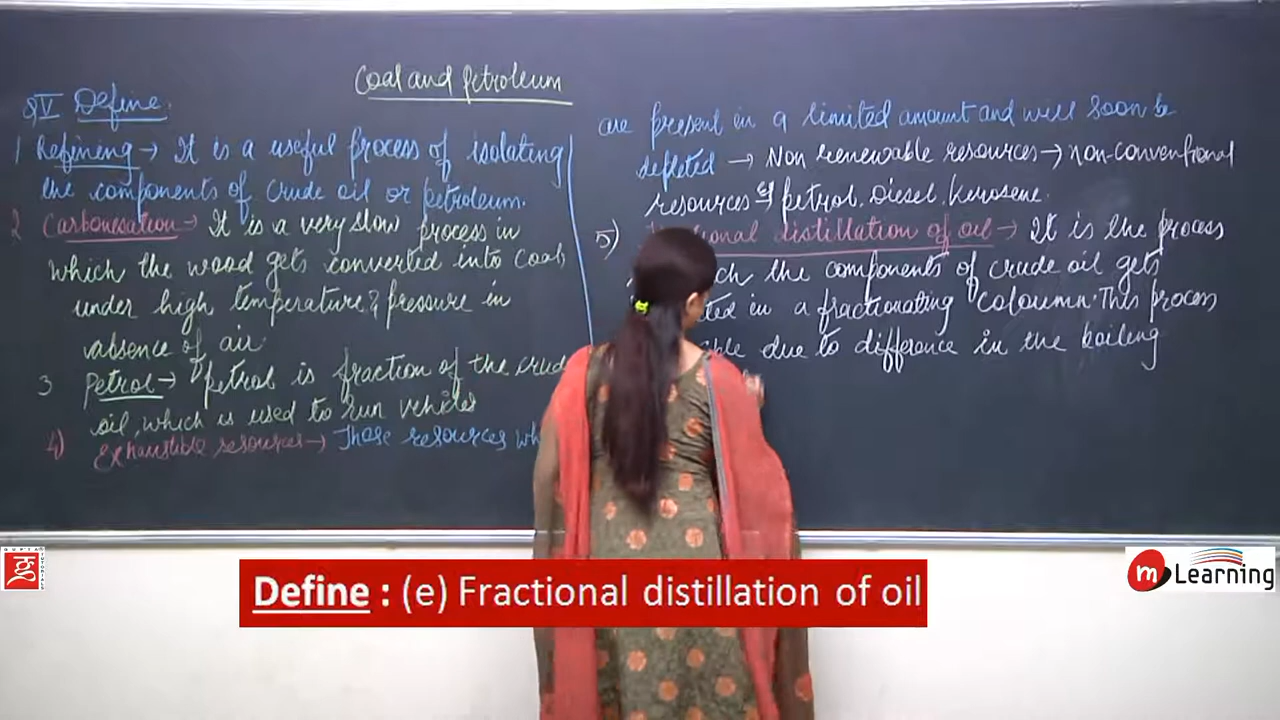 Coal and Petroleum
QV Define:
1 Refining → It is a useful process of isolating
the components of crude oil or petroleum.
2 Carbonisation → It is a very slow process in
which the wood gets converted into coal
under high temperature & pressure in
absence of air.
3 Petrol → Petrol is fraction of the crude
oil, which is used to run vehicles
4) Exhaustible resources → Those resources wh
are present in a limited amount and will soon be
depleted → Non renewable resources → non-conventional
resources eg petrol, Diesel, Kerosene.
5) distillation of oil → It is the process
the components of crude oil gets
in a fractionating coloumn. This process
due to difference in the boiling
Define : (e) Fractional distillation of oil
GUPTA
m Learning